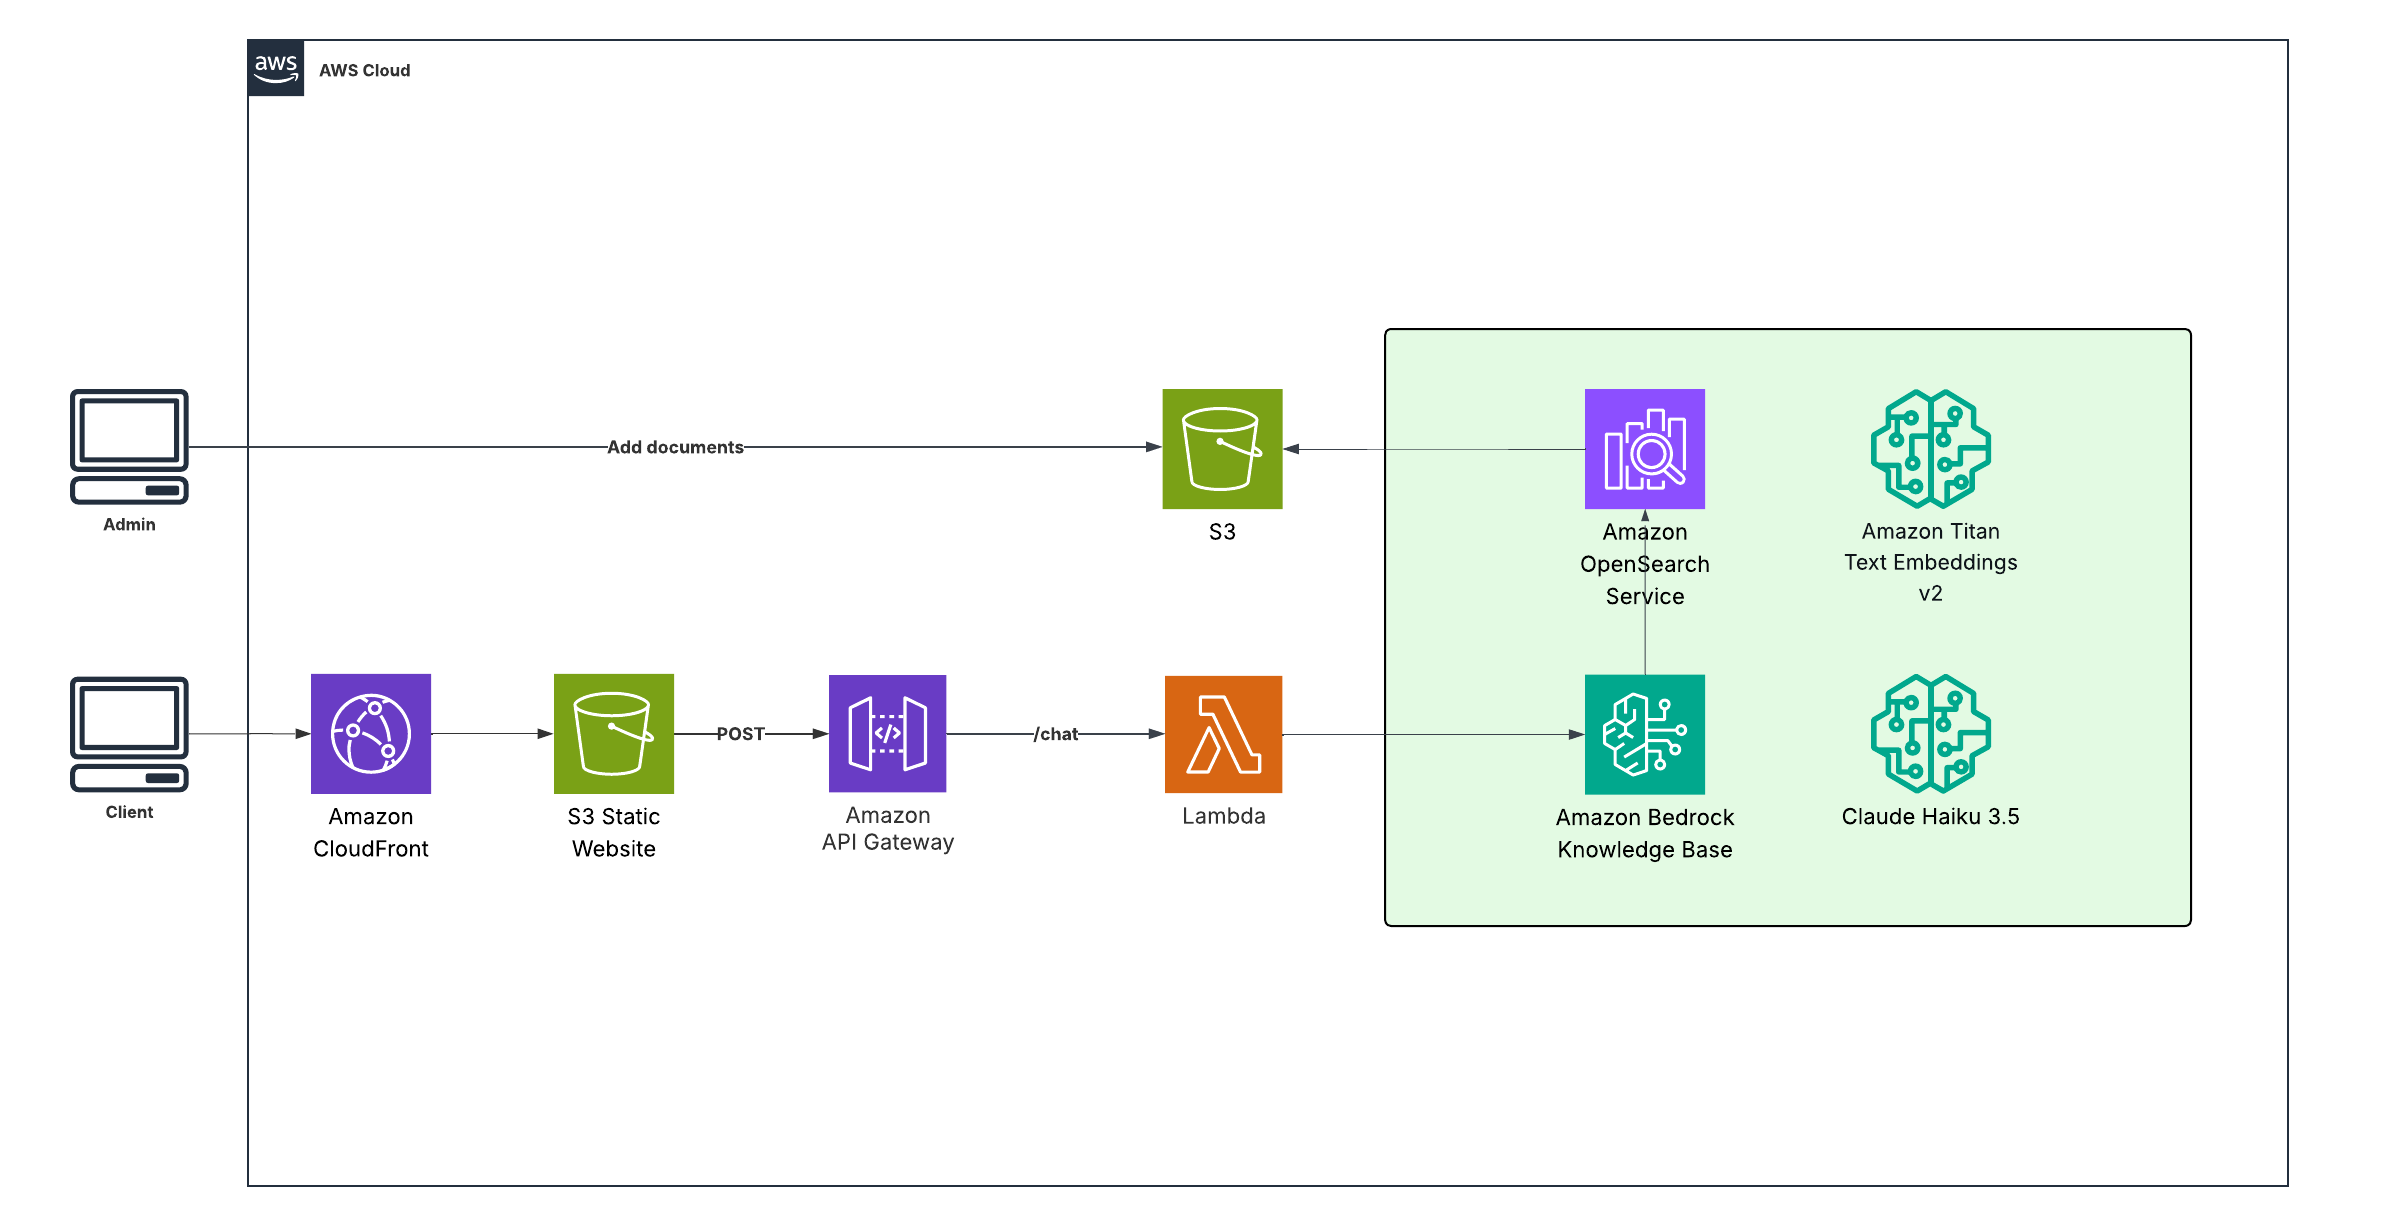 aws
AWS Cloud
Add documents
Admin
S3
Amazon
OpenSearch
Service
Amazon Titan
Text Embeddings
v2
POST
/chat
Client
Amazon
CloudFront
S3 Static
Website
Amazon
API Gateway
Lambda
Amazon Bedrock
Knowledge Base
Claude Haiku 3.5